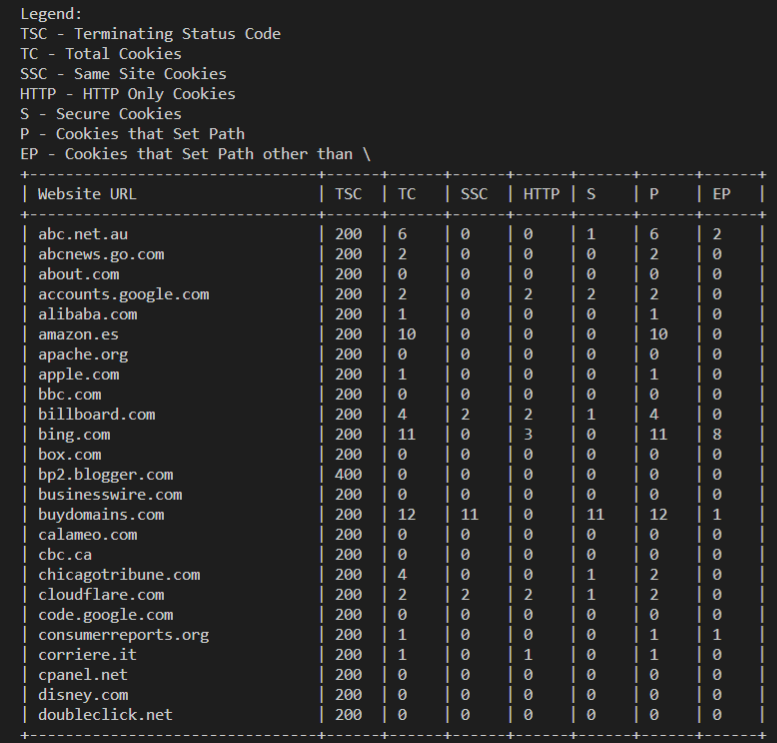 Legend:
TSC - Terminating Status Code
TC - Total Cookies
SSC - Same Site Cookies
HTTP - HTTP Only Cookies
S - Secure Cookies
P - Cookies that Set Path
EP - Cookies that Set Path other than \
+--------------------------------+------+------+------+------+------+------+------+
| Website URL | TSC | TC | SSC | HTTP | S | P | EP |
+--------------------------------+------+------+------+------+------+------+------+
| abc.net.au | 200 | 6 | 0 | 0 | 1 | 6 | 2 |
| abcnews.go.com | 200 | 2 | 0 | 0 | 0 | 2 | 0 |
| about.com | 200 | 0 | 0 | 0 | 0 | 0 | 0 |
| accounts.google.com | 200 | 2 | 0 | 2 | 2 | 2 | 0 |
| alibaba.com | 200 | 1 | 0 | 0 | 0 | 1 | 0 |
| amazon.es | 200 | 10 | 0 | 0 | 0 | 10 | 0 |
| apache.org | 200 | 0 | 0 | 0 | 0 | 0 | 0 |
| apple.com | 200 | 1 | 0 | 0 | 0 | 1 | 0 |
| bbc.com | 200 | 0 | 0 | 0 | 0 | 0 | 0 |
| billboard.com | 200 | 4 | 2 | 2 | 1 | 4 | 0 |
| bing.com | 200 | 11 | 0 | 3 | 0 | 11 | 8 |
| box.com | 200 | 0 | 0 | 0 | 0 | 0 | 0 |
| bp2.blogger.com | 400 | 0 | 0 | 0 | 0 | 0 | 0 |
| businesswire.com | 200 | 0 | 0 | 0 | 0 | 0 | 0 |
| buydomains.com | 200 | 12 | 11 | 0 | 11 | 12 | 1 |
| calameo.com | 200 | 0 | 0 | 0 | 0 | 0 | 0 |
| cbc.ca | 200 | 0 | 0 | 0 | 0 | 0 | 0 |
| chicagotribune.com | 200 | 4 | 0 | 0 | 1 | 2 | 0 |
| cloudflare.com | 200 | 2 | 2 | 2 | 1 | 2 | 0 |
| code.google.com | 200 | 0 | 0 | 0 | 0 | 0 | 0 |
| consumerreports.org | 200 | 1 | 0 | 0 | 0 | 1 | 1 |
| corriere.it | 200 | 1 | 0 | 1 | 0 | 1 | 0 |
| cpanel.net | 200 | 0 | 0 | 0 | 0 | 0 | 0 |
| disney.com | 200 | 0 | 0 | 0 | 0 | 0 | 0 |
| doubleclick.net | 200 | 0 | 0 | 0 | 0 | 0 | 0 |
+--------------------------------+------+------+------+------+------+------+------+